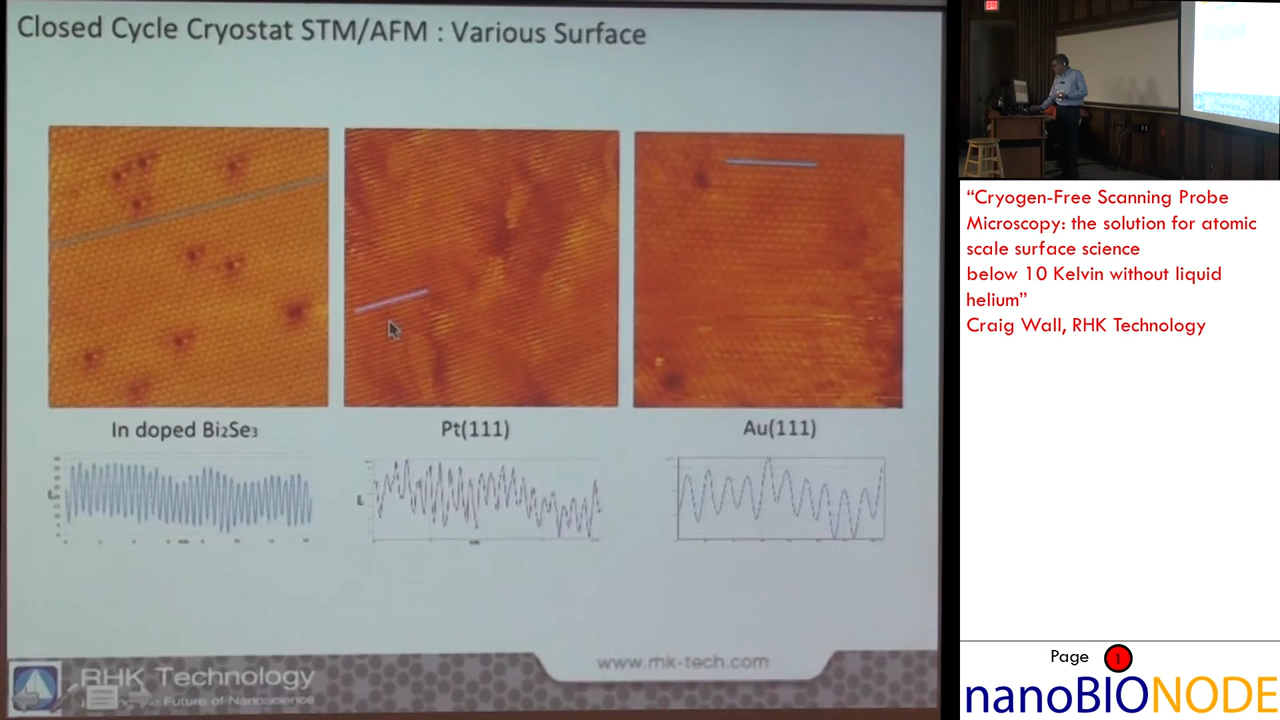 Closed Cycle Cryostat STM/AFM : Various Surface
In doped Bi₂Se₃
Pt(111)
Au(111)
RHK Technology
Future of Nanoscience
www.rhk-tech.com
“Cryogen-Free Scanning Probe
Microscopy: the solution for atomic
scale surface science
below 10 Kelvin without liquid
helium”
Craig Wall, RHK Technology
Page 1
nanoBIONODE